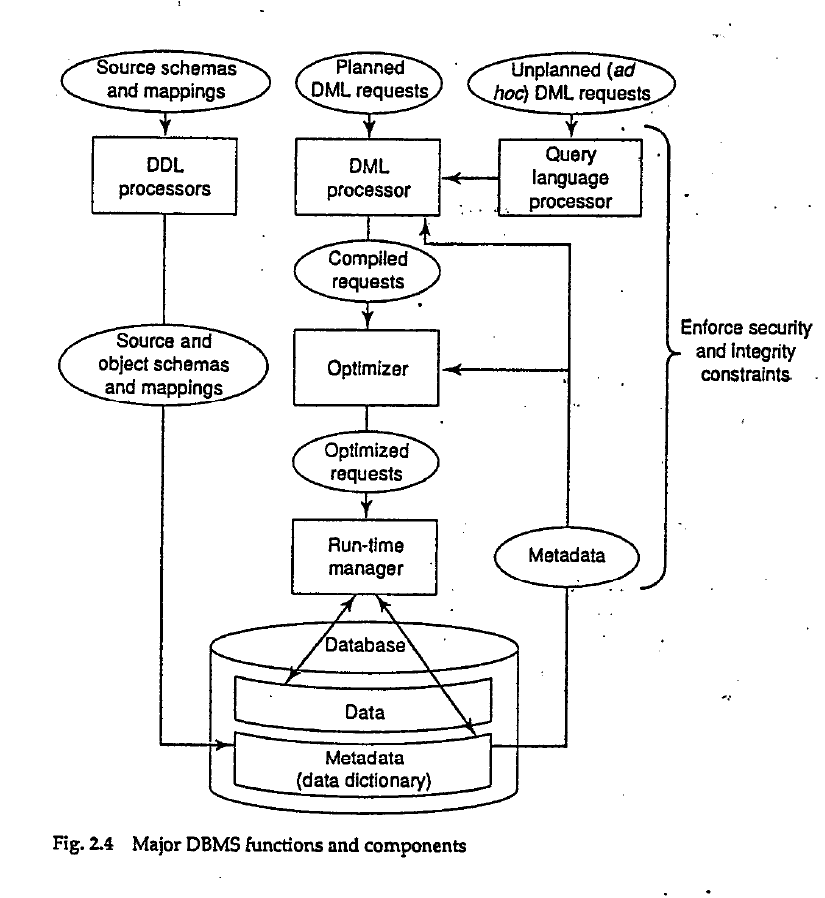 Source schemas
and mappings
Planned
DML requests
Unplanned (ad
hoc) DML requests
DDL
processors
DML
processor
Query
language
processor
Compiled
requests
Source and
object schemas
and mappings
Optimizer
Enforce security
and integrity
constraints
Optimized
requests
Run-time
manager
Metadata
Database
Data
Metadata
(data dictionary)
Fig. 2.4 Major DBMS functions and components